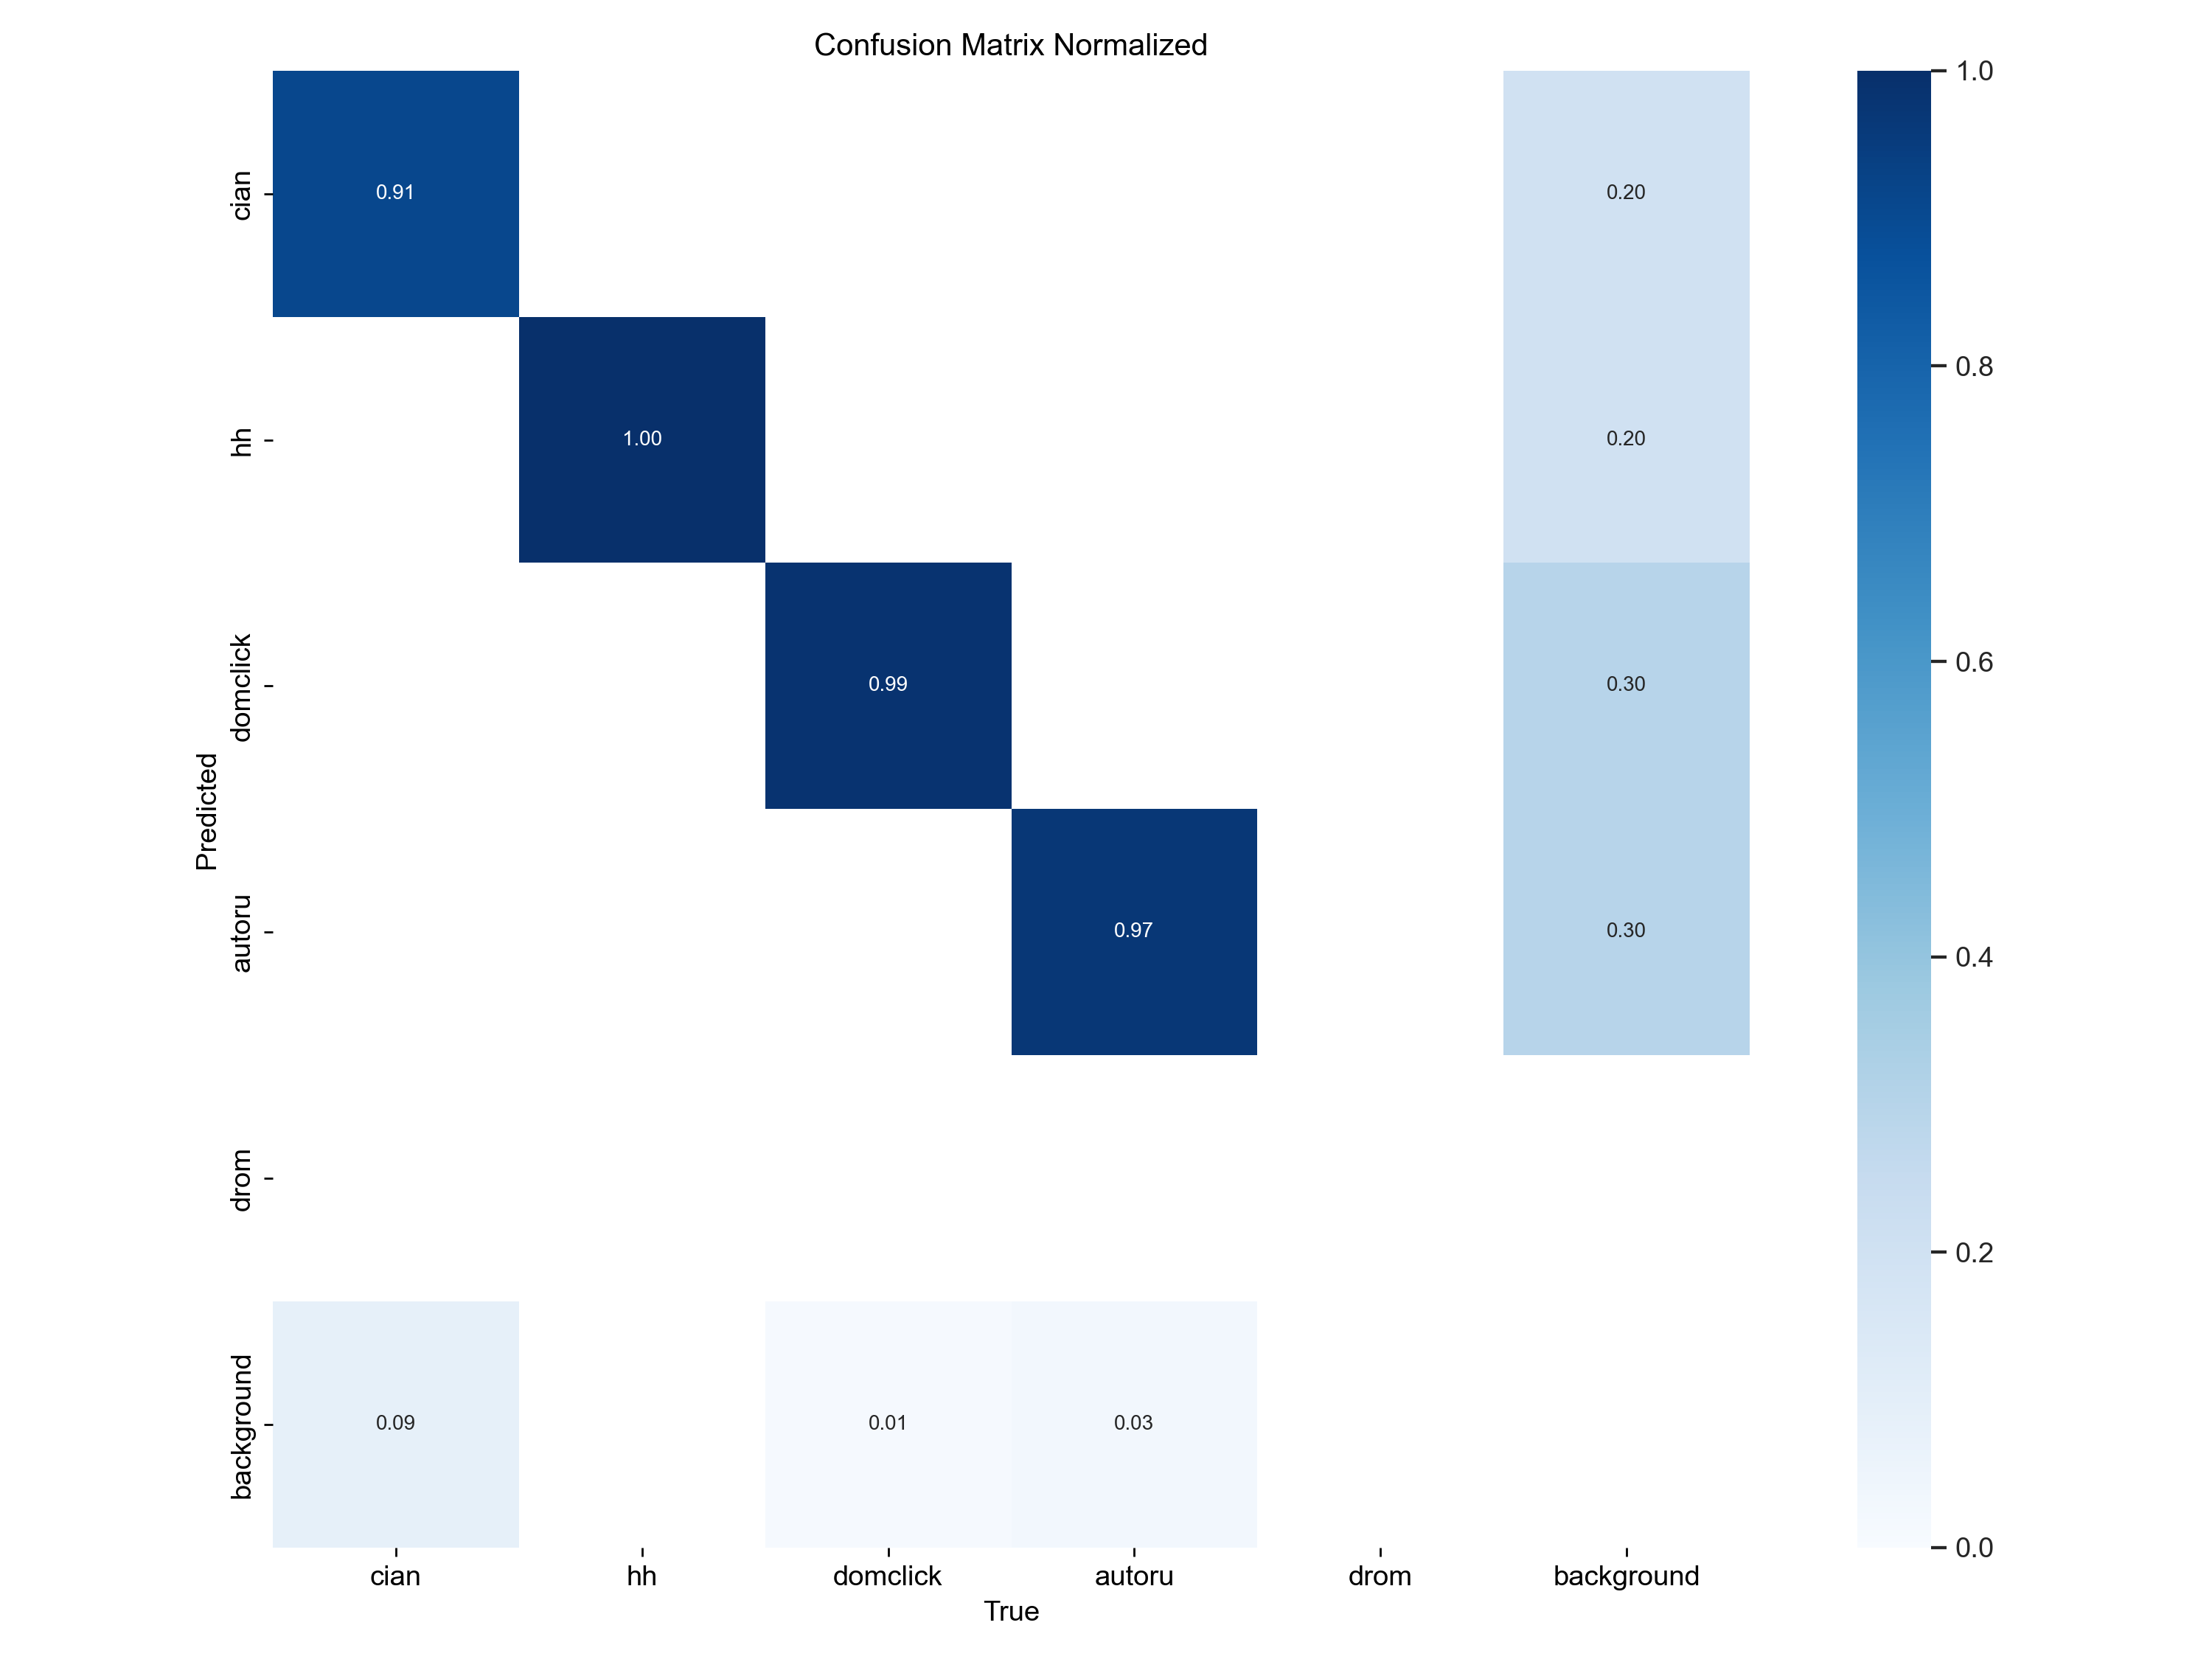 Confusion Matrix Normalized
cian
0.91
0.20
hh
1.00
0.20
domclick
0.99
0.30
autoru
0.97
0.30
drom
background
0.09
0.01
0.03
Predicted
cian
hh
domclick
autoru
drom
background
True
1.0
0.8
0.6
0.4
0.2
0.0